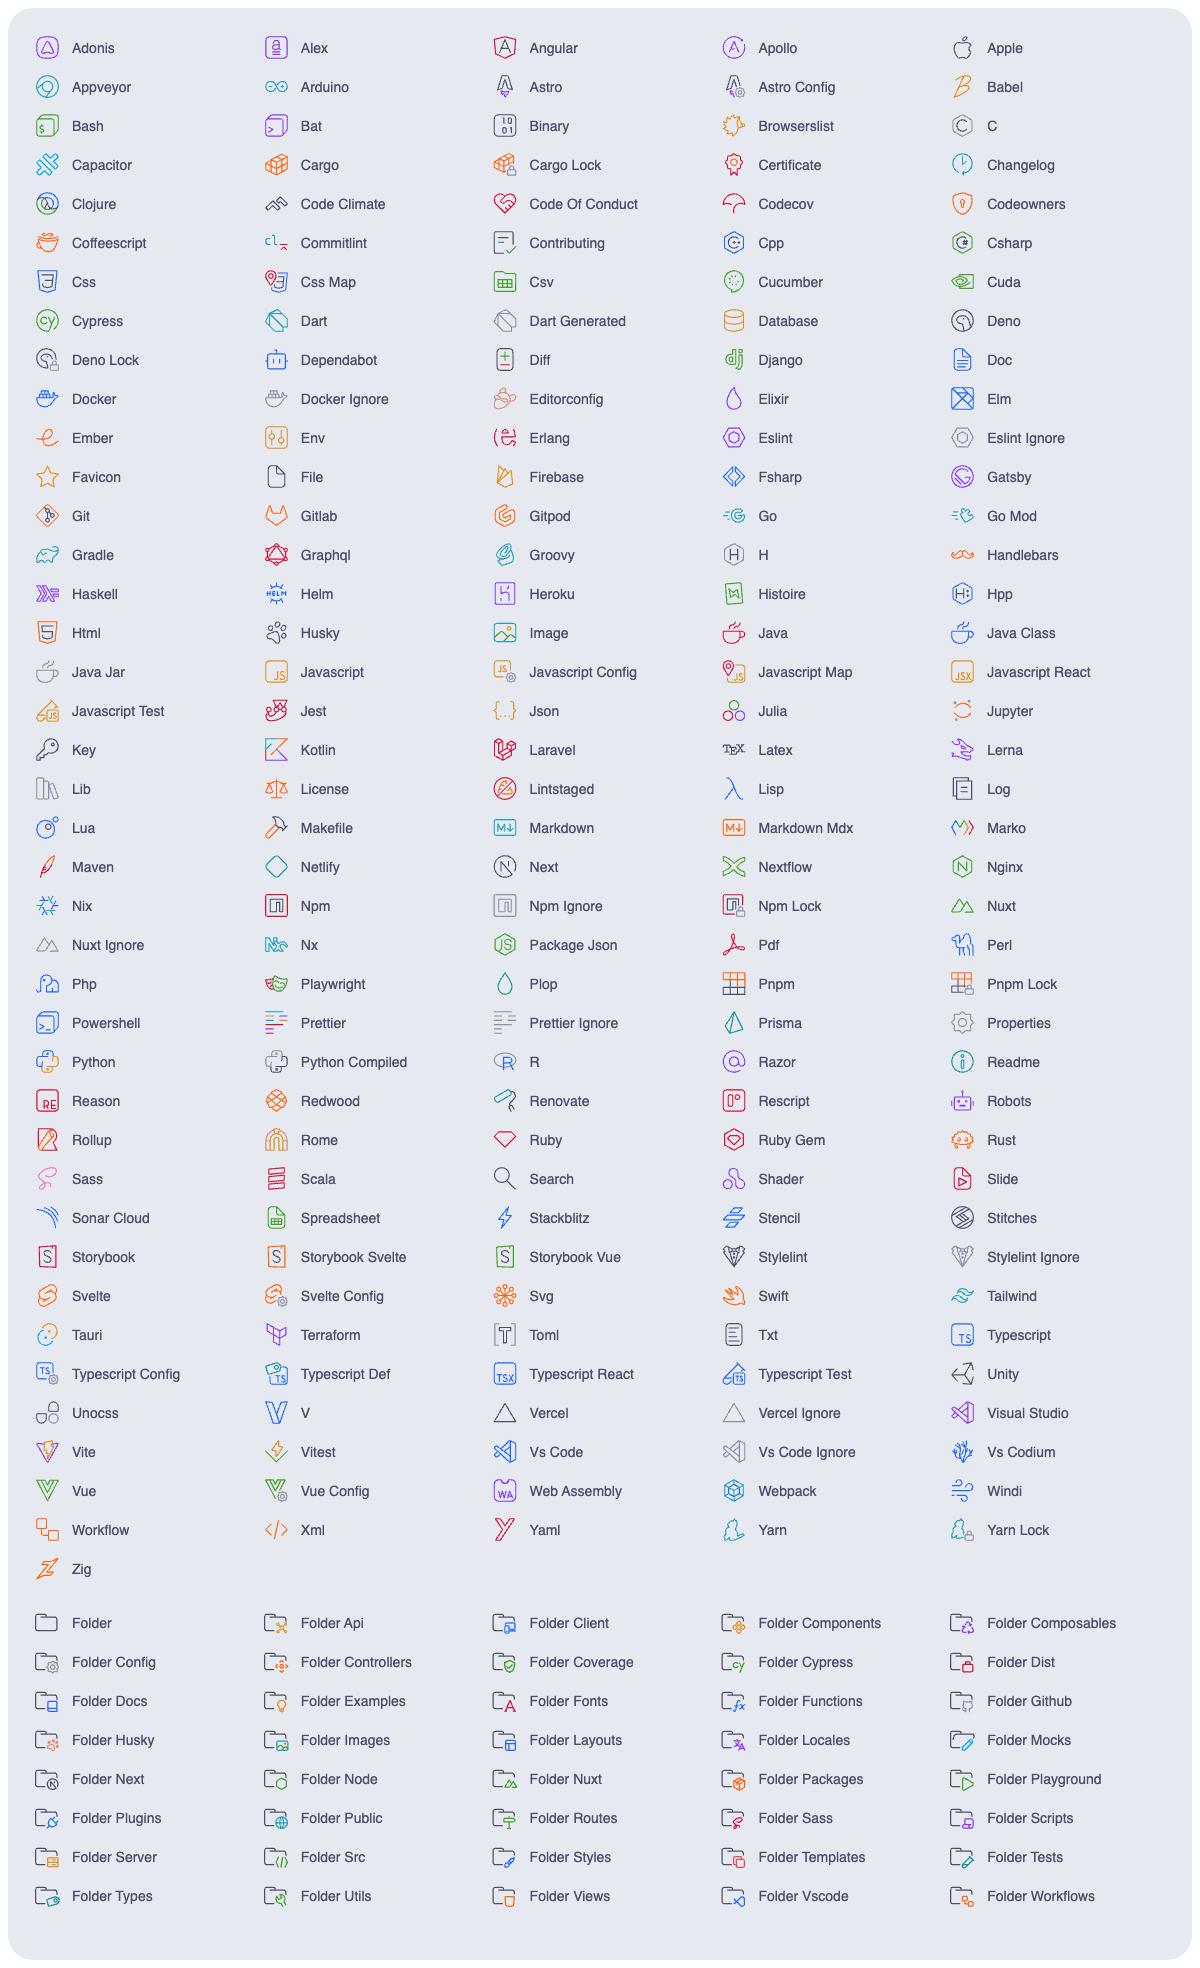 Adonis Alex Angular Apollo Apple
Appveyor Arduino Astro Astro Config Babel
Bash Bat Binary Browserslist C
Capacitor Cargo Cargo Lock Certificate Changelog
Clojure Code Climate Code Of Conduct Codecov Codeowners
Coffeescript Commitlint Contributing Cpp Csharp
Css Css Map Csv Cucumber Cuda
Cypress Dart Dart Generated Database Deno
Deno Lock Dependabot Diff Django Doc
Docker Docker Ignore Editorconfig Elixir Elm
Ember Env Erlang Eslint Eslint Ignore
Favicon File Firebase Fsharp Gatsby
Git Gitlab Gitpod Go Go Mod
Gradle Graphql Groovy H Handlebars
Haskell Helm Heroku Histoire Hpp
Html Husky Image Java Java Class
Java Jar Javascript Javascript Config Javascript Map Javascript React
Javascript Test Jest Json Julia Jupyter
Key Kotlin Laravel Latex Lerna
Lib License Lintstaged Lisp Log
Lua Makefile Markdown Markdown Mdx Marko
Maven Netlify Next Nextflow Nginx
Nix Npm Npm Ignore Npm Lock Nuxt
Nuxt Ignore Nx Package Json Pdf Perl
Php Playwright Plop Pnpm Pnpm Lock
Powershell Prettier Prettier Ignore Prisma Properties
Python Python Compiled R Razor Readme
Reason Redwood Renovate Rescript Robots
Rollup Rome Ruby Ruby Gem Rust
Sass Scala Search Shader Slide
Sonar Cloud Spreadsheet Stackblitz Stencil Stitches
Storybook Storybook Svelte Storybook Vue Stylelint Stylelint Ignore
Svelte Svelte Config Svg Swift Tailwind
Tauri Terraform Toml Txt Typescript
Typescript Config Typescript Def Typescript React Typescript Test Unity
Unocss V Vercel Vercel Ignore Visual Studio
Vite Vitest Vs Code Vs Code Ignore Vs Codium
Vue Vue Config Web Assembly Webpack Windi
Workflow Xml Yaml Yarn Yarn Lock
Zig
Folder Folder Api Folder Client Folder Components Folder Composables
Folder Config Folder Controllers Folder Coverage Folder Cypress Folder Dist
Folder Docs Folder Examples Folder Fonts Folder Functions Folder Github
Folder Husky Folder Images Folder Layouts Folder Locales Folder Mocks
Folder Next Folder Node Folder Nuxt Folder Packages Folder Playground
Folder Plugins Folder Public Folder Routes Folder Sass Folder Scripts
Folder Server Folder Src Folder Styles Folder Templates Folder Tests
Folder Types Folder Utils Folder Views Folder Vscode Folder Workflows